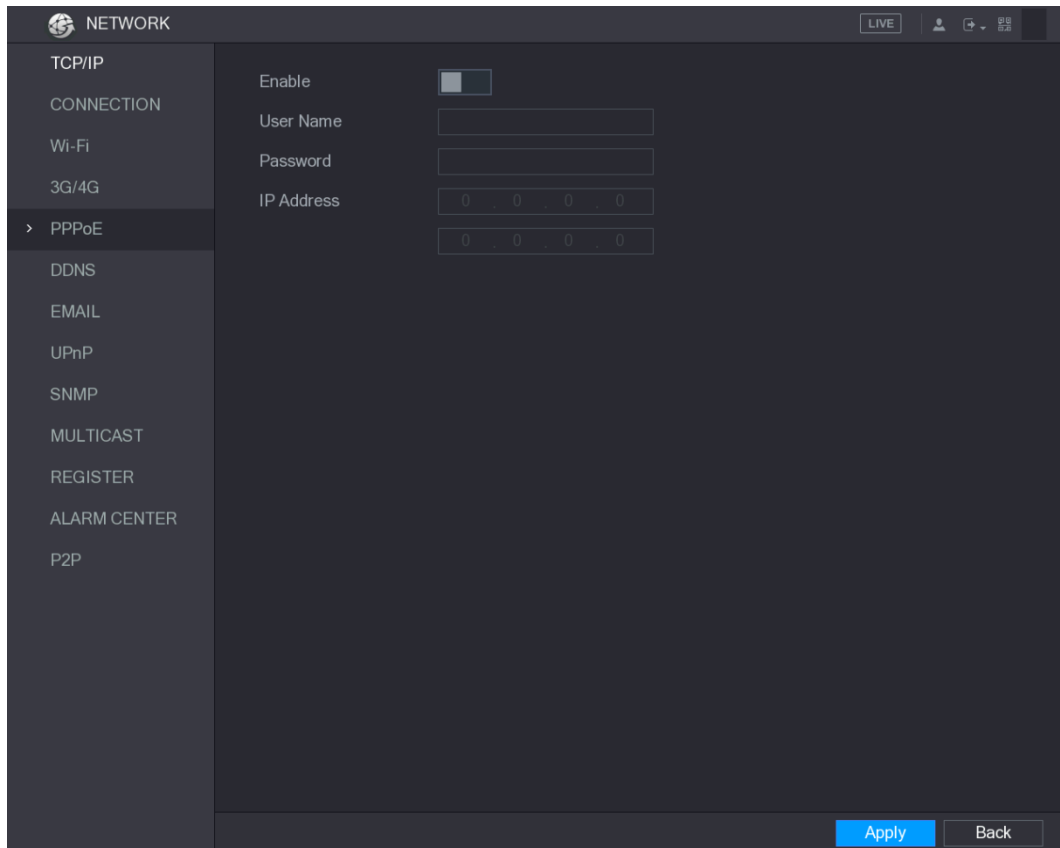 NETWORK
LIVE
TCP/IP
CONNECTION
Wi-Fi
3G/4G
PPPoE
DDNS
EMAIL
UPnP
SNMP
MULTICAST
REGISTER
ALARM CENTER
P2P
Enable
User Name
Password
IP Address 0 . 0 . 0 . 0
0 . 0 . 0 . 0
Apply Back